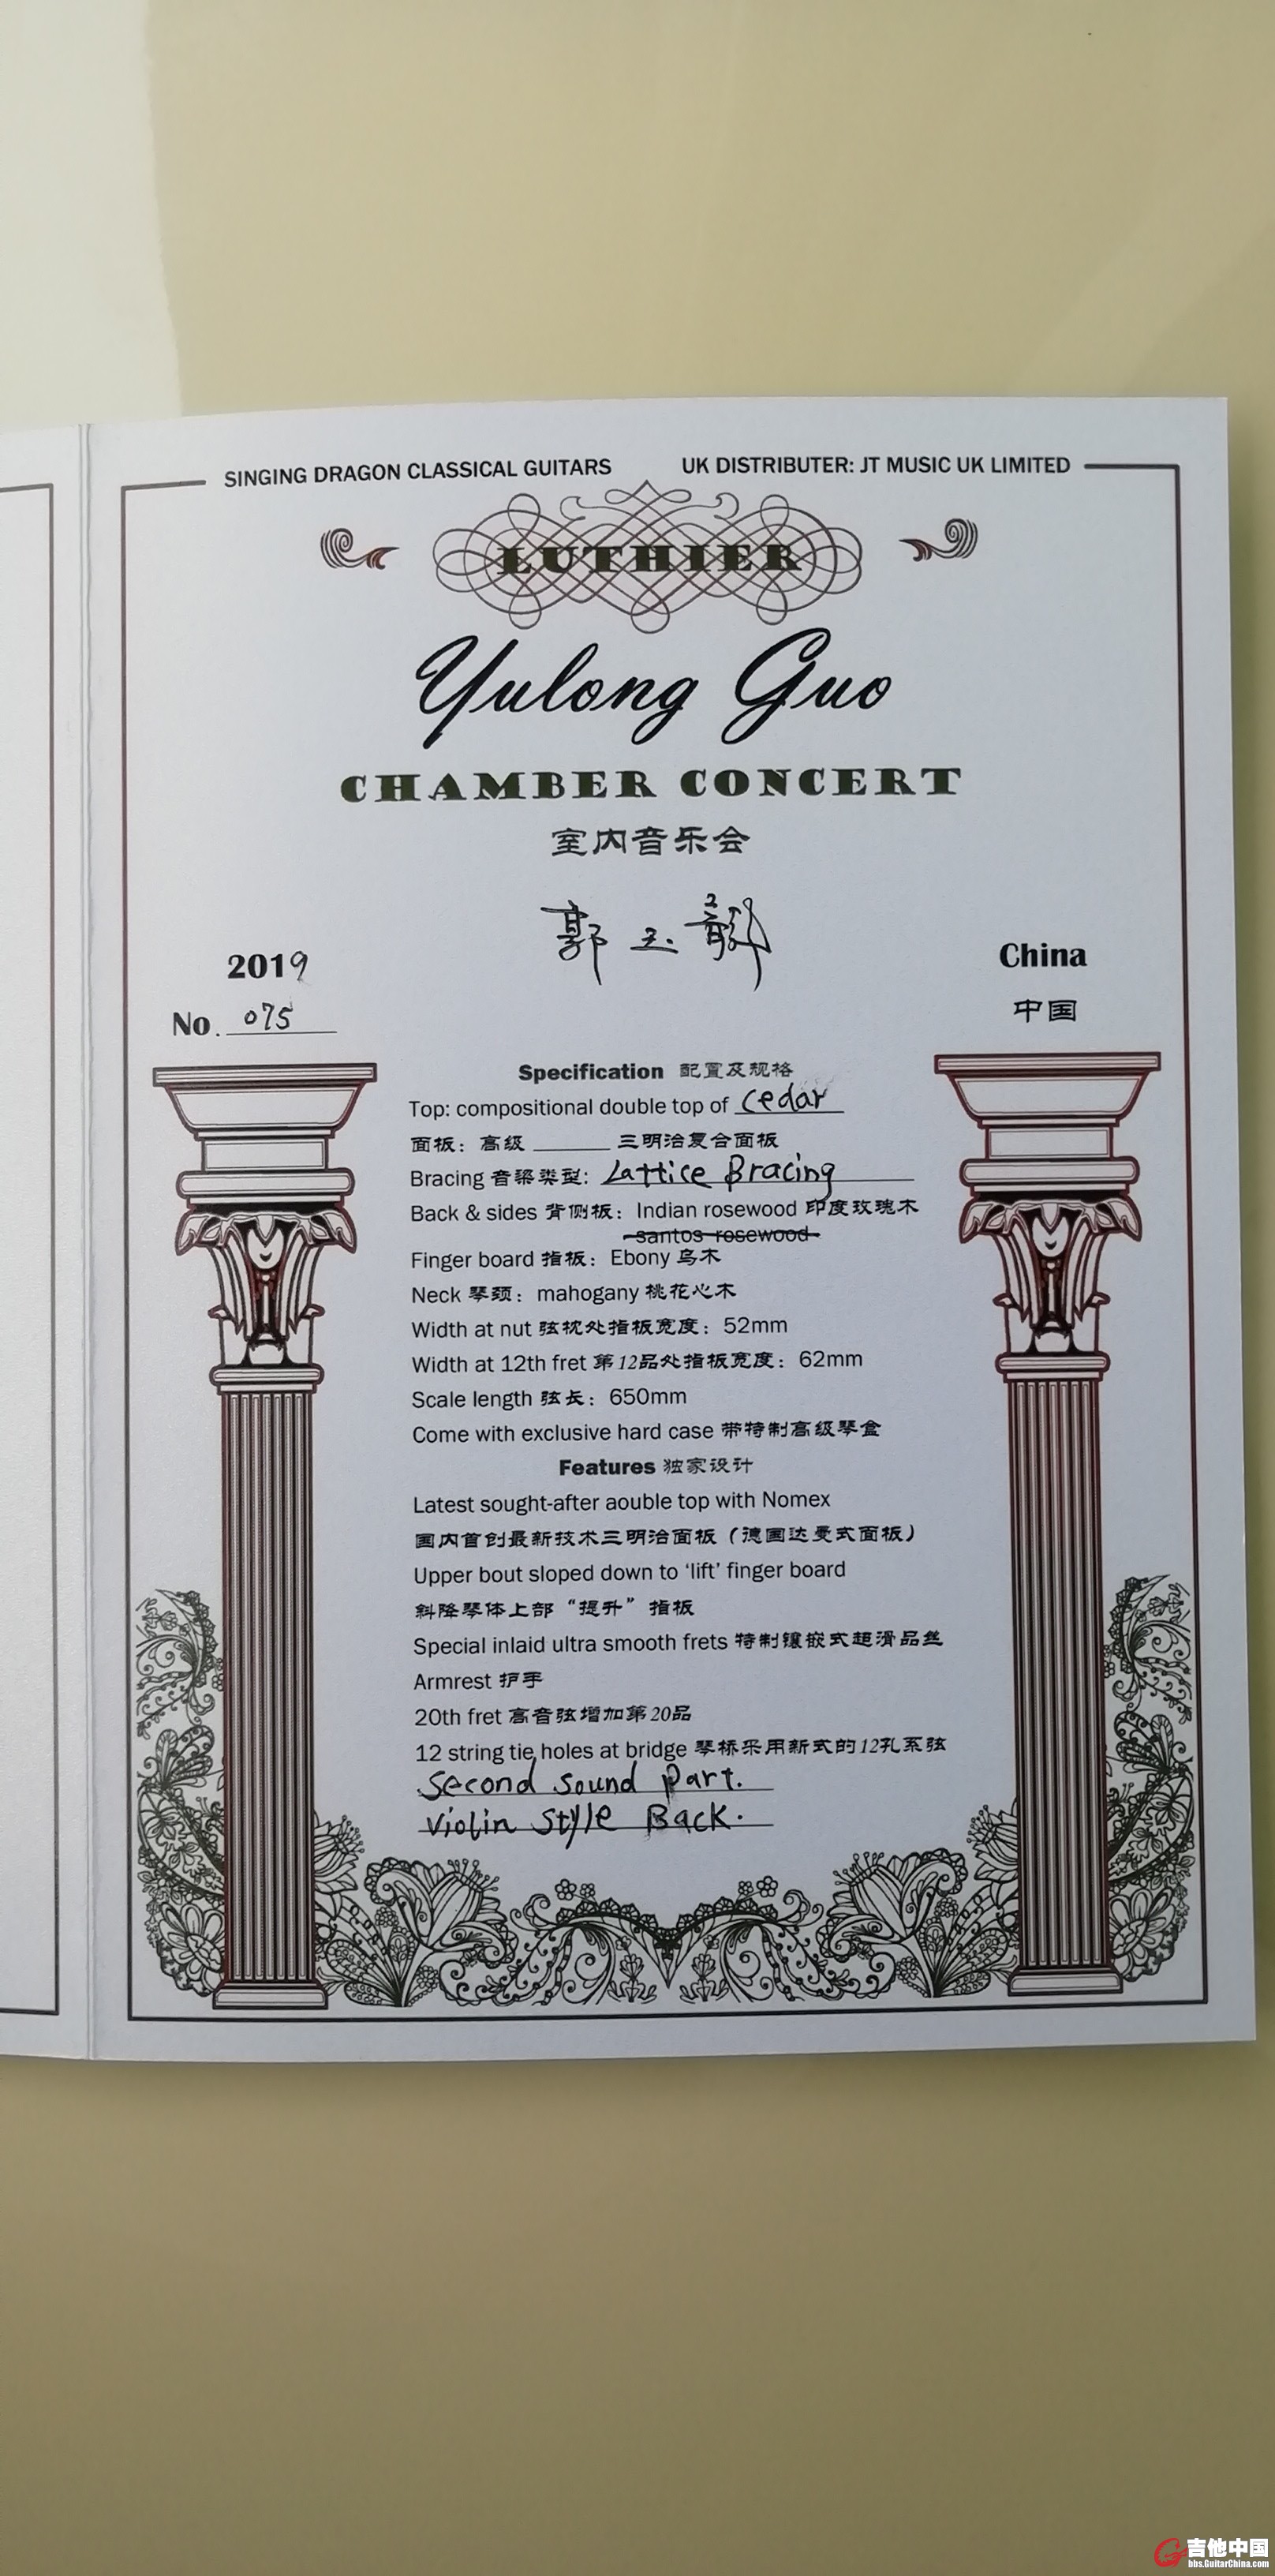 SINGING DRAGON CLASSICAL GUITARS UK DISTRIBUTER: JT MUSIC UK LIMITED
LUTHIER
Yulong Guo
CHAMBER CONCERT
室内音乐会
郭玉龙
2019
No. 075
China
中国
Specification 配置及规格
Top: compositional double top of cedar
面板：高级 ______ 三明治复合面板
Bracing 音梁类型: Lattice Bracing
Back & sides 背侧板：Indian rosewood 印度玫瑰木
santos rosewood
Finger board 指板：Ebony 乌木
Neck 琴颈：mahogany 桃花心木
Width at nut 弦枕处指板宽度：52mm
Width at 12th fret 第12品处指板宽度：62mm
Scale length 弦长：650mm
Come with exclusive hard case 带特制高级琴盒
Features 独家设计
Latest sought-after aouble top with Nomex
国内首创最新技术三明治面板（德国达曼式面板）
Upper bout sloped down to ‘lift’ finger board
斜降琴体上部“提升”指板
Special inlaid ultra smooth frets 特制镶嵌式超滑品丝
Armrest 护手
20th fret 高音弦增加第20品
12 string tie holes at bridge 琴桥采用新式的12孔系弦
Second Sound Part.
Violin Style Back.
吉他中国
bbs.GuitarChina.com